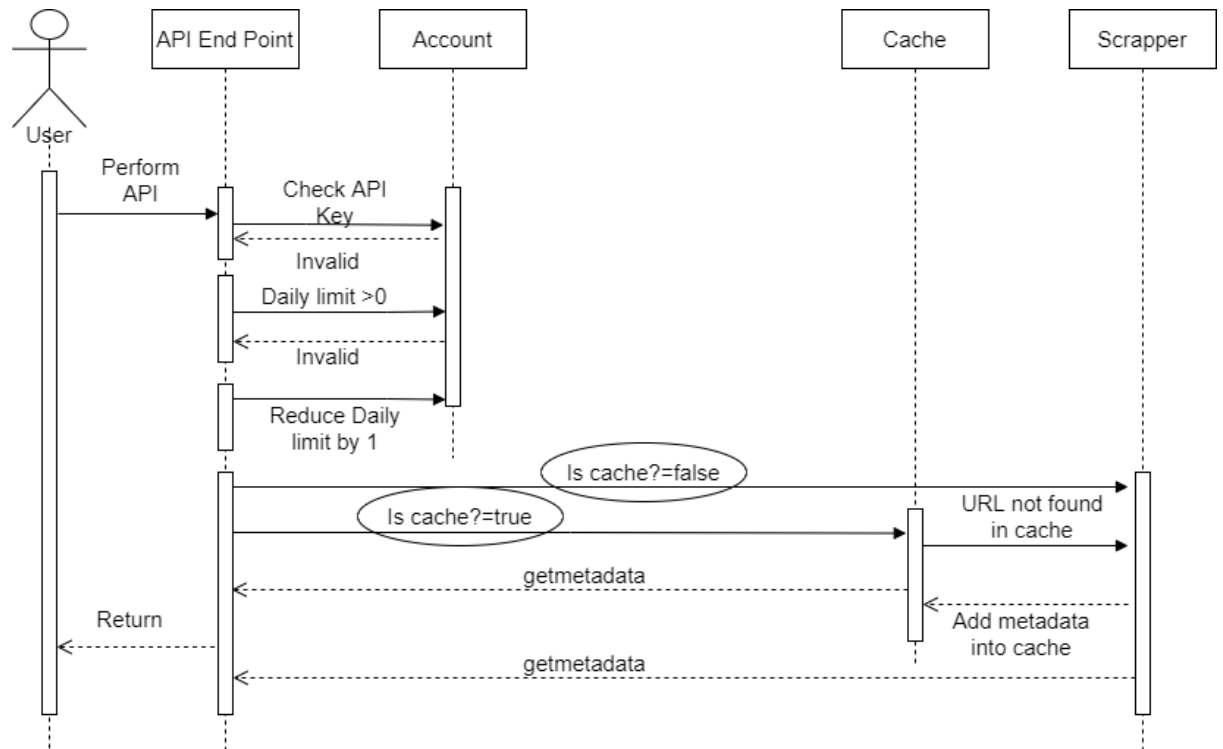 API End Point
Account
Cache
Scrapper
User
Perform
API
Check API
Key
Invalid
Daily limit >0
Invalid
Reduce Daily
limit by 1
Is cache?=false
Is cache?=true
URL not found
in cache
getmetadata
Add metadata
into cache
Return
getmetadata